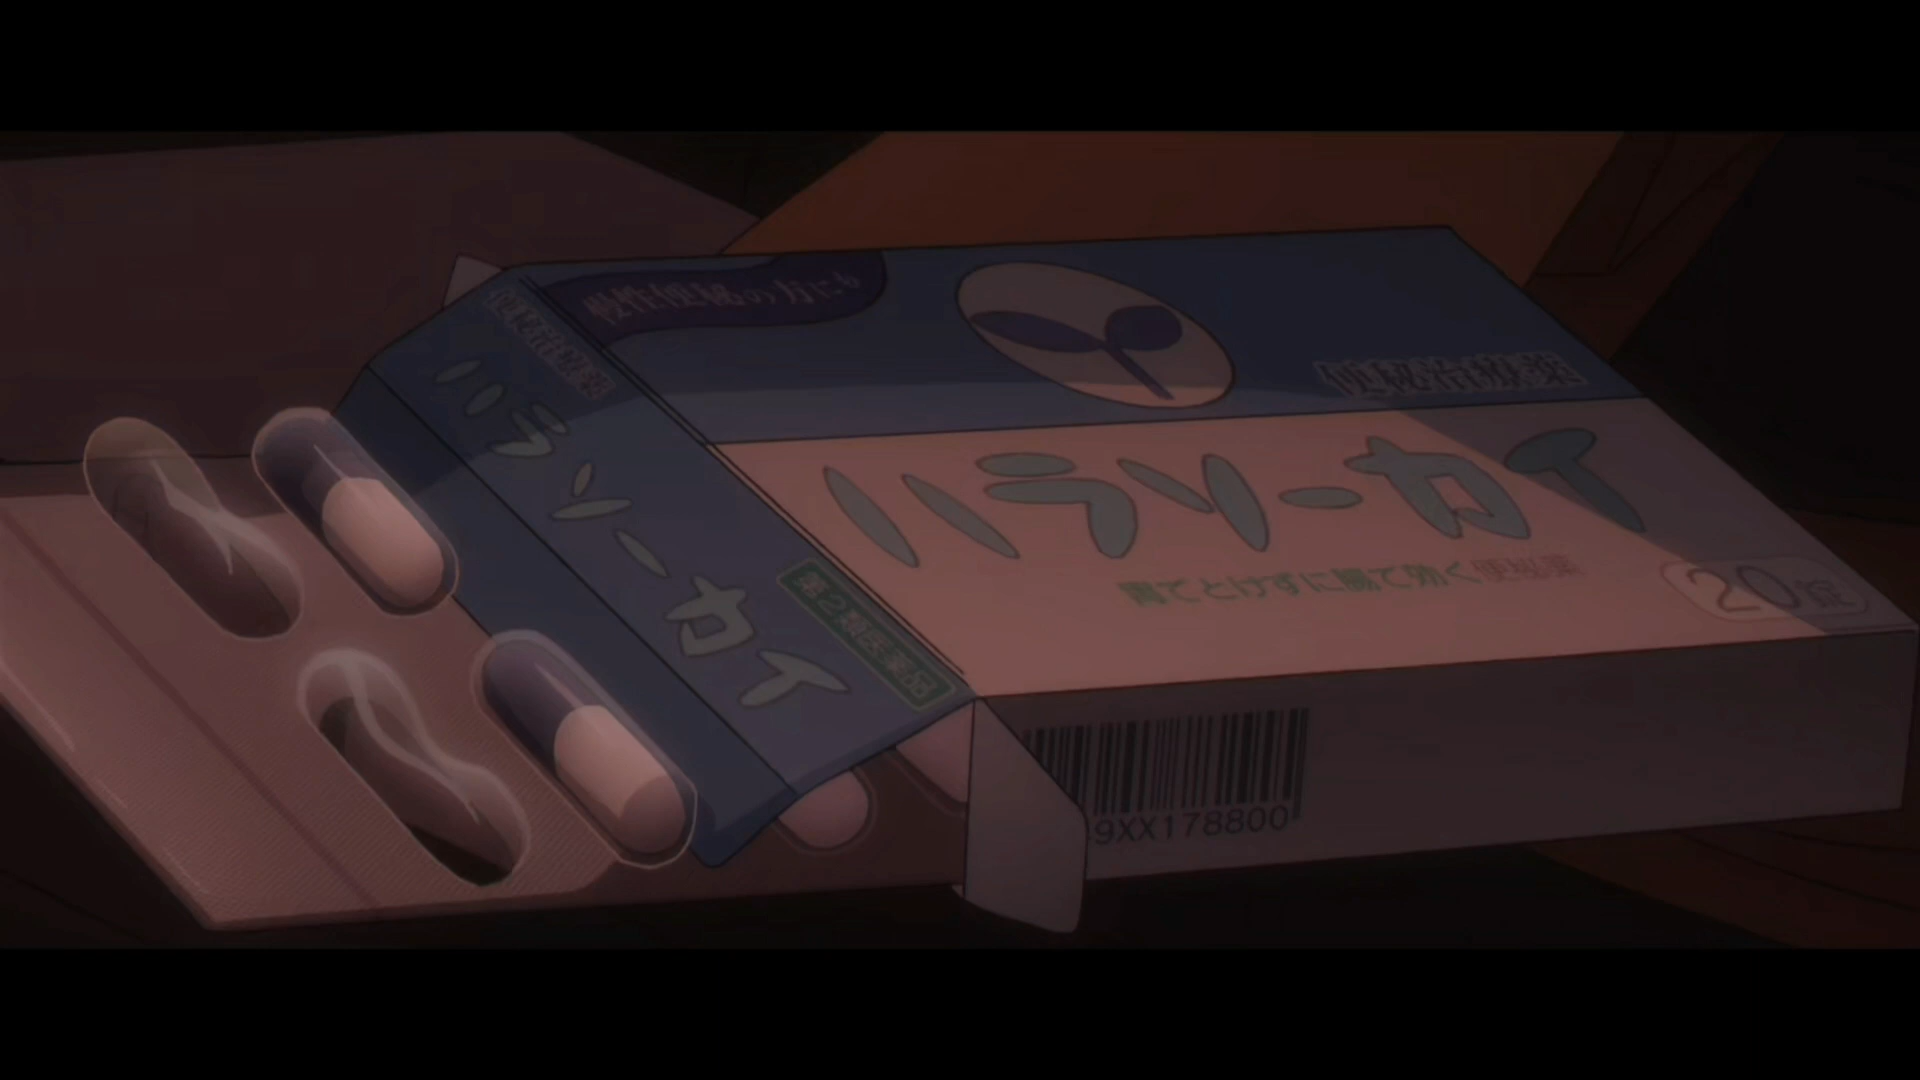 慢性便秘の方にも
便秘治療薬
ハラソーカイ
胃でとけずに腸で効く便秘薬
20錠
便秘治療薬
ハラソーカイ
第2類医薬品
9XX178800